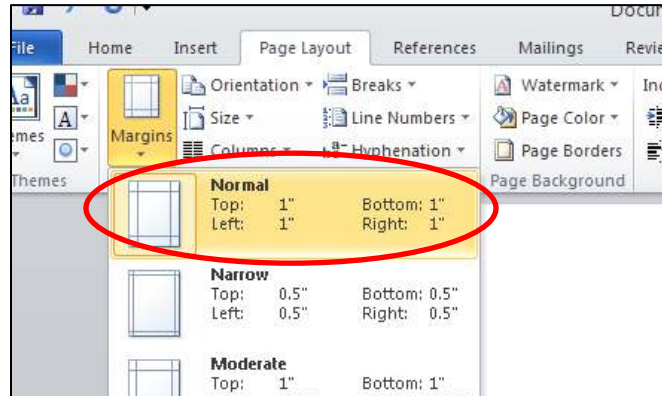 File Home Insert Page Layout References Mailings
Aa Orientation Breaks Watermark
A Size Line Numbers Page Color
Margins Columns Hyphenation Page Borders
Themes Page Background
Normal
Top: 1" Bottom: 1"
Left: 1" Right: 1"
Narrow
Top: 0.5" Bottom: 0.5"
Left: 0.5" Right: 0.5"
Moderate
Top: 1" Bottom: 1"